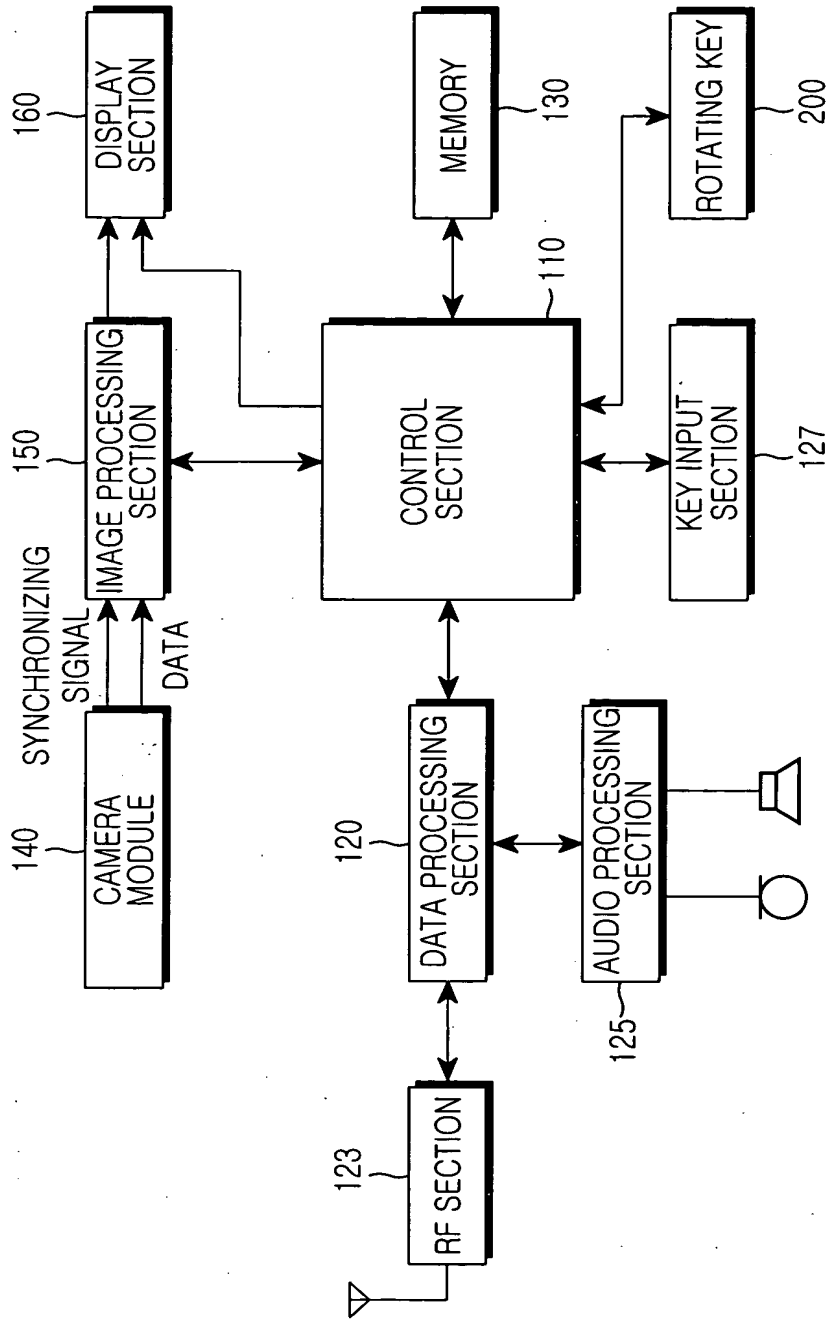 140
CAMERA
MODULE
SYNCHRONIZING
SIGNAL
DATA
150
IMAGE PROCESSING
SECTION
160
DISPLAY
SECTION
123
RF SECTION
120
DATA PROCESSING
SECTION
CONTROL
SECTION
110
MEMORY
130
AUDIO PROCESSING
SECTION
125
KEY INPUT
SECTION
127
ROTATING KEY
200